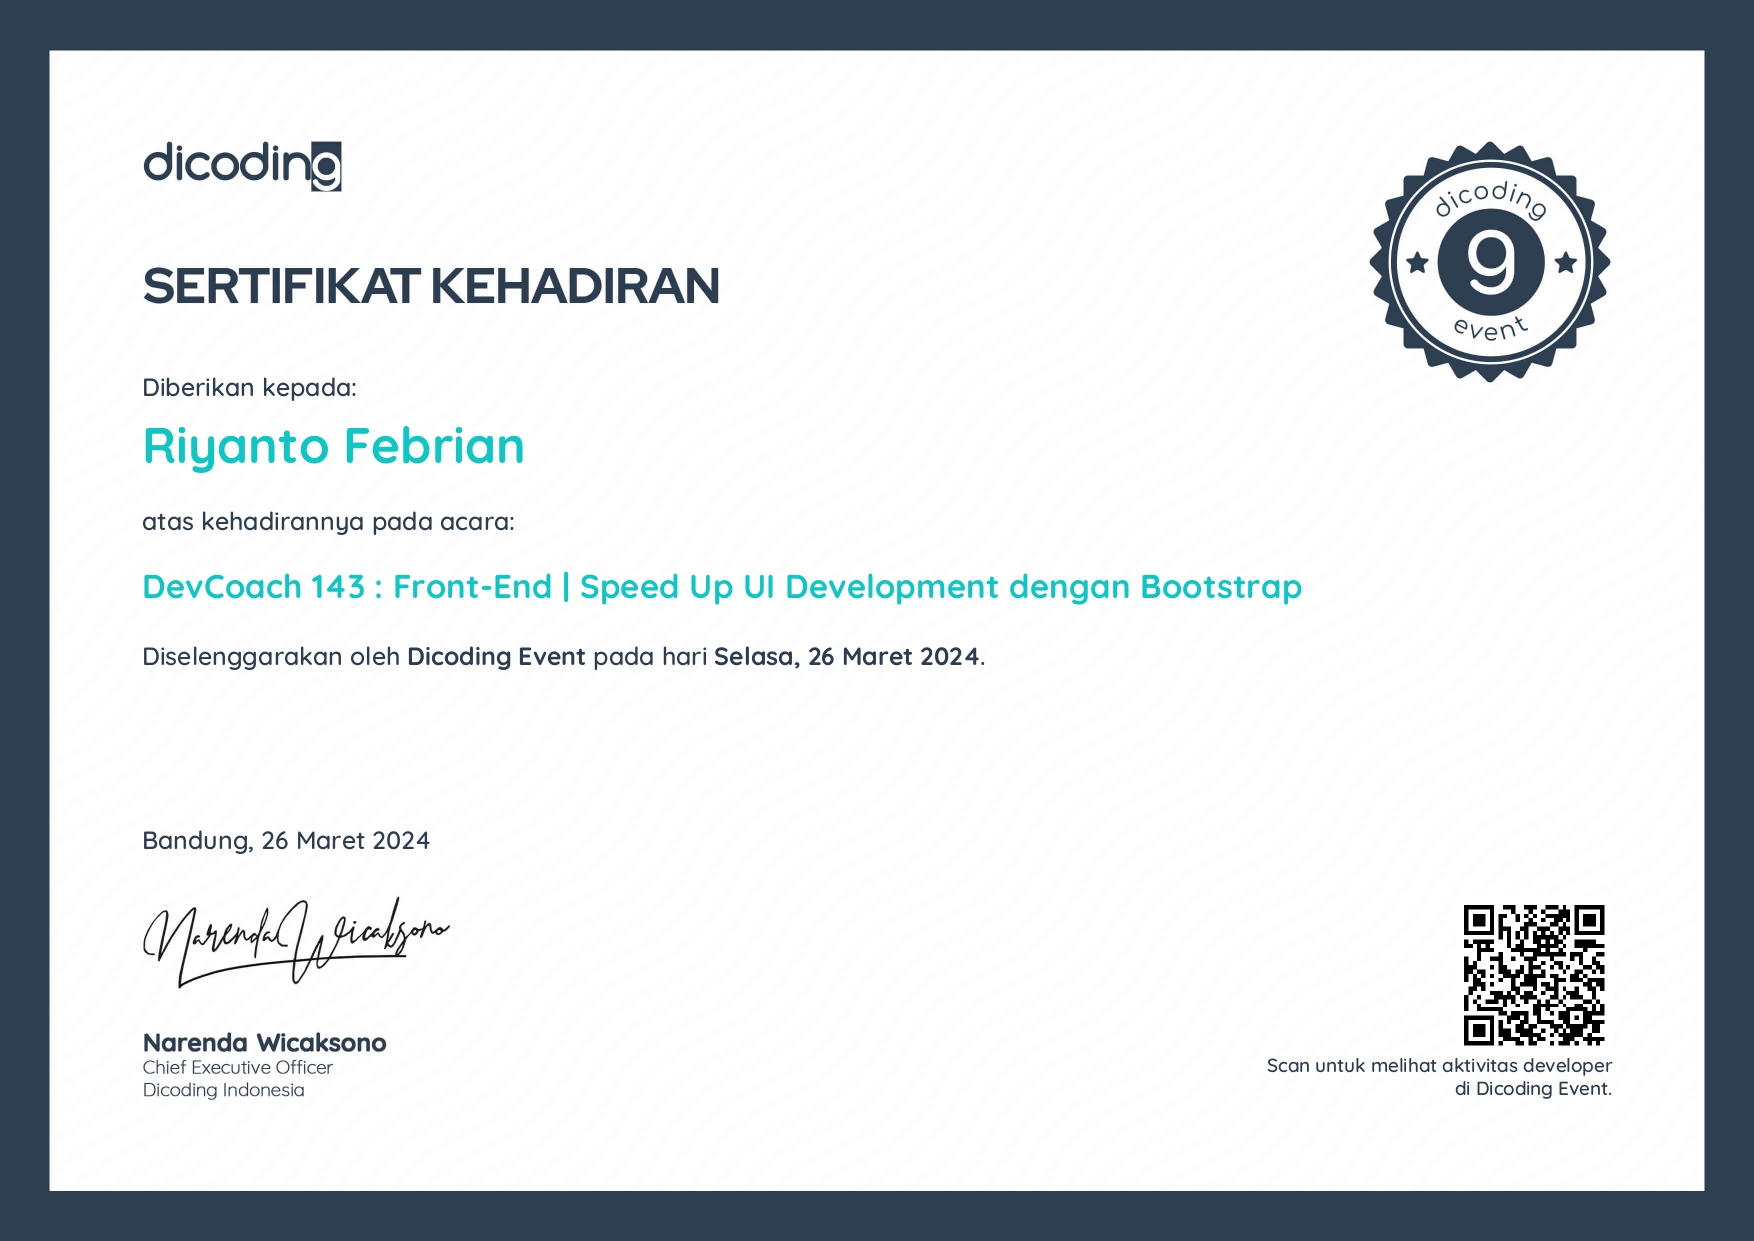 dicoding
dicoding
g
event
SERTIFIKAT KEHADIRAN
Diberikan kepada:
Riyanto Febrian
atas kehadirannya pada acara:
DevCoach 143 : Front-End | Speed Up UI Development dengan Bootstrap
Diselenggarakan oleh Dicoding Event pada hari Selasa, 26 Maret 2024.
Bandung, 26 Maret 2024
Narenda Wicaksono
Narenda Wicaksono
Chief Executive Officer
Dicoding Indonesia
Scan untuk melihat aktivitas developer
di Dicoding Event.